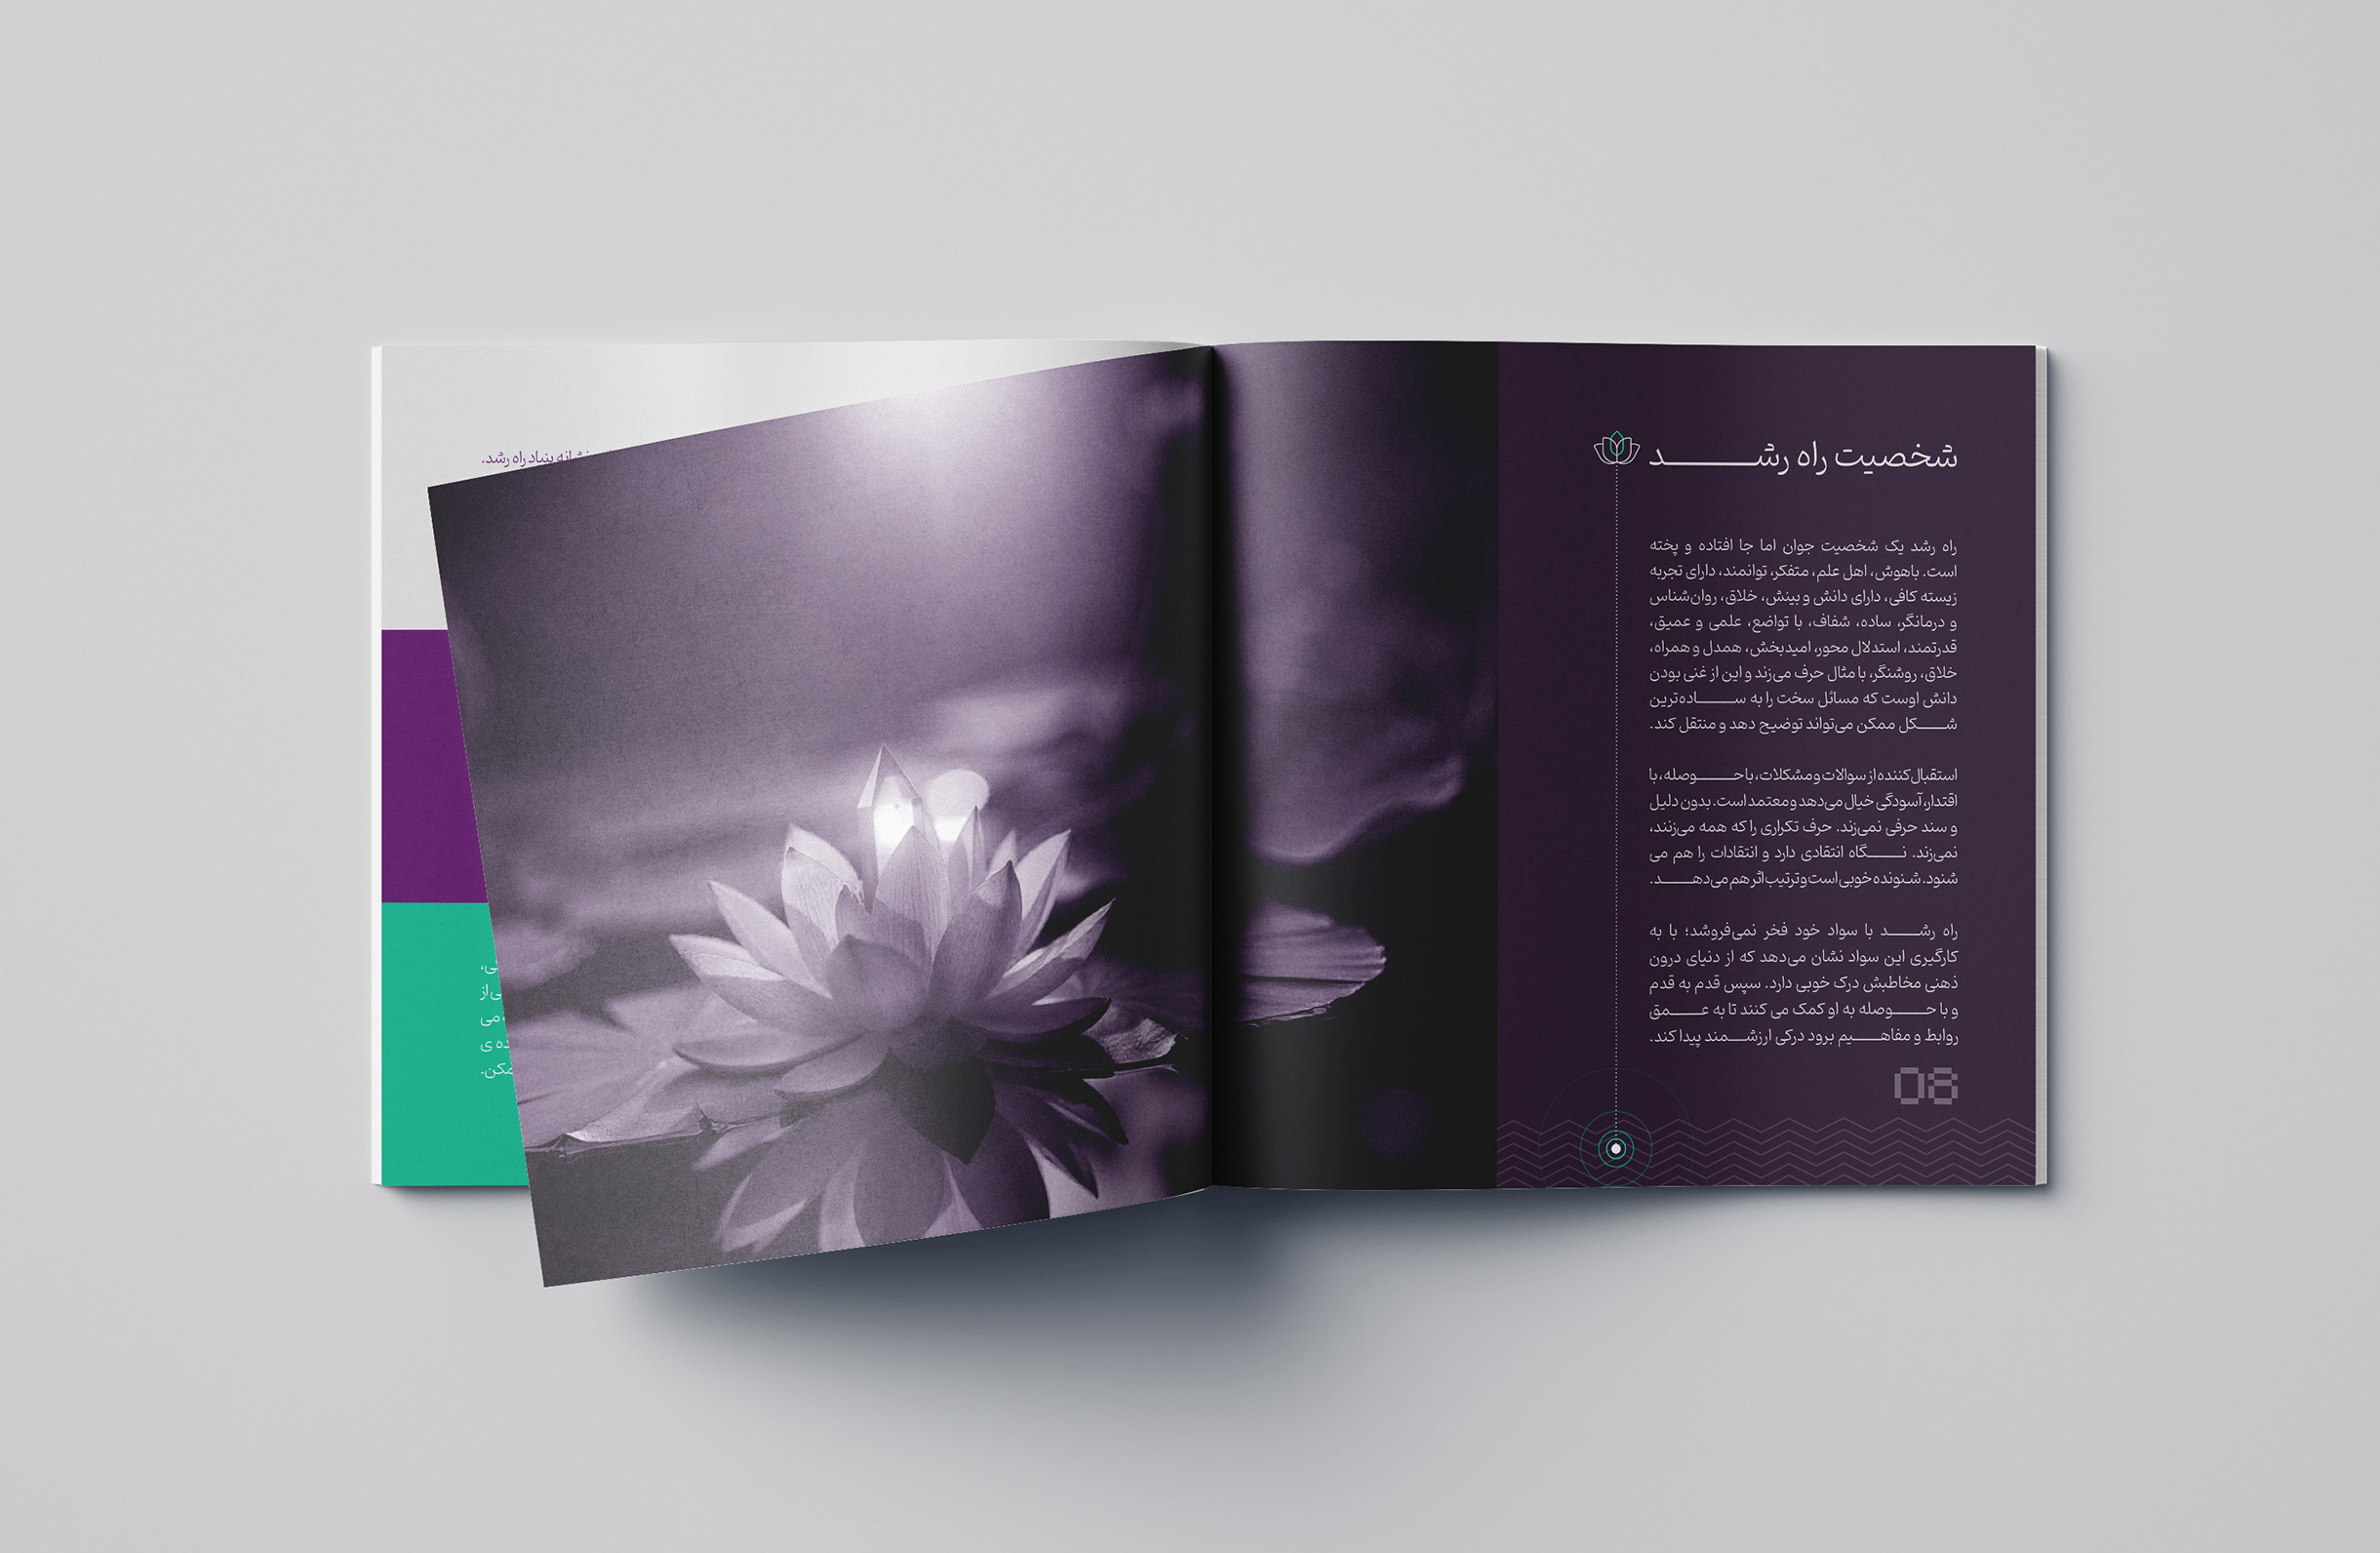 شخصیت راه رشد
راه رشد یک شخصیت جوان اما جا افتاده و پخته
است. باهوش، اهل علم، متفکر، توانمند، دارای تجربه
زیسته کافی، دارای دانش و بینش، خلاق، روان‌شناس
و درمانگر، ساده، شفاف، با تواضع، علمی و عمیق،
قدرتمند، استدلال محور، امیدبخش، همدل و همراه،
خلاق، روشنگر، با مثال حرف می‌زند و این از غنی بودن
دانش اوست که مسائل سخت را به ســـاده‌ترین
شـــکل ممکن می‌تواند توضیح دهد و منتقل کند.
استقبال‌کننده از سوالات و مشکلات، با حـــوصله، با
اقتدار، آسودگی خیال می‌دهد و معتمد است. بدون دلیل
و سند حرفی نمی‌زند. حرف تکراری را که همه می‌زنند،
نمی‌زند. نـــگاه انتقادی دارد و انتقادات را هم می
شنود. شنونده خوبی است و ترتیب اثر هم می‌دهـــد.
راه رشـــد با سواد خود فخر نمی‌فروشد؛ با به
کارگیری این سواد نشان می‌دهد که از دنیای درون
ذهنی مخاطبش درک خوبی دارد. سپس قدم به قدم
و با حـــوصله به او کمک می کنند تا به عـــمق
روابط و مفاهـــیم برود درکی ارزشـــمند پیدا کند.
08
بنیاد راه رشد.
از
می
ی